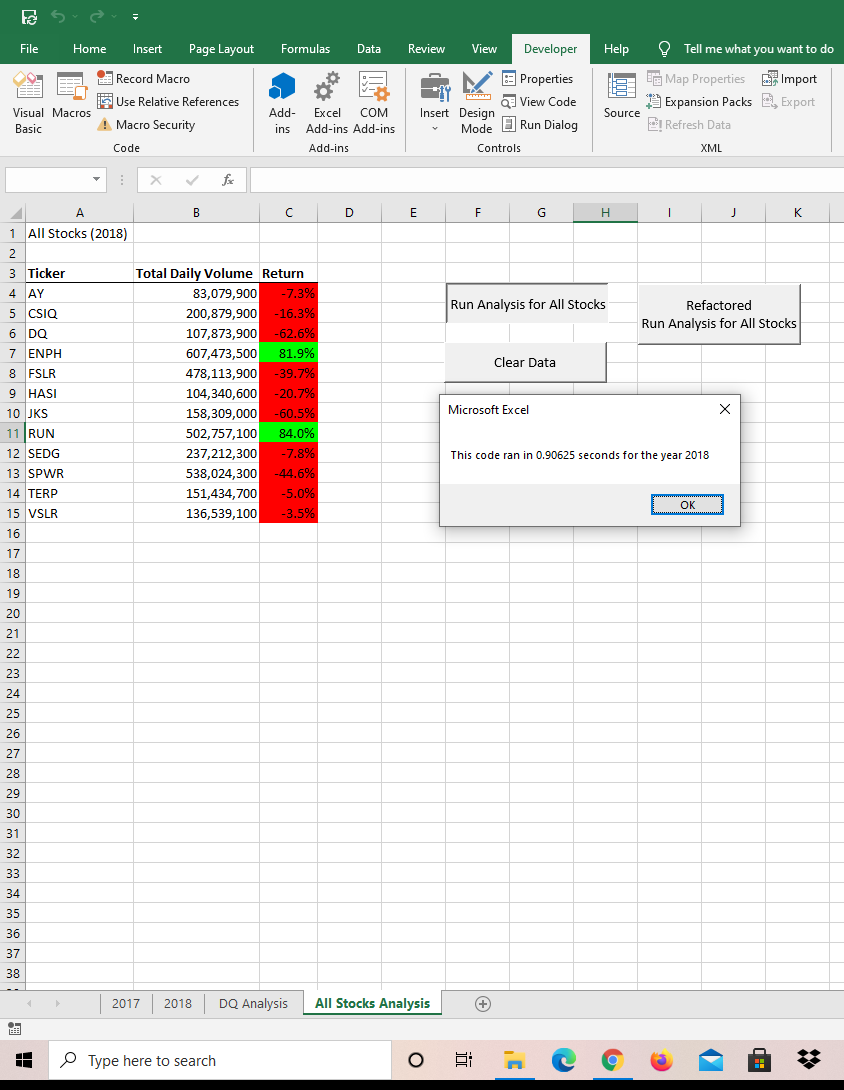 File Home Insert Page Layout Formulas Data Review View Developer Help Tell me what you want to do
Visual Basic
Macros
Record Macro
Use Relative References
Macro Security
Code
Add-ins
Excel Add-ins
COM Add-ins
Add-ins
Insert
Design Mode
Properties
View Code
Run Dialog
Controls
Source
Map Properties
Expansion Packs
Refresh Data
Import
Export
XML
fx
A B C D E F G H I J K
1 All Stocks (2018)
2
3 Ticker Total Daily Volume Return
4 AY 83,079,900 -7.3%
5 CSIQ 200,879,900 -16.3%
6 DQ 107,873,900 -62.6%
7 ENPH 607,473,500 81.9%
8 FSLR 478,113,900 -39.7%
9 HASI 104,340,600 -20.7%
10 JKS 158,309,000 -60.5%
11 RUN 502,757,100 84.0%
12 SEDG 237,212,300 -7.8%
13 SPWR 538,024,300 -44.6%
14 TERP 151,434,700 -5.0%
15 VSLR 136,539,100 -3.5%
16
17
18
19
20
21
22
23
24
25
26
27
28
29
30
31
32
33
34
35
36
37
38
Run Analysis for All Stocks
Refactored
Run Analysis for All Stocks
Clear Data
Microsoft Excel
This code ran in 0.90625 seconds for the year 2018
OK
2017 2018 DQ Analysis All Stocks Analysis
Type here to search